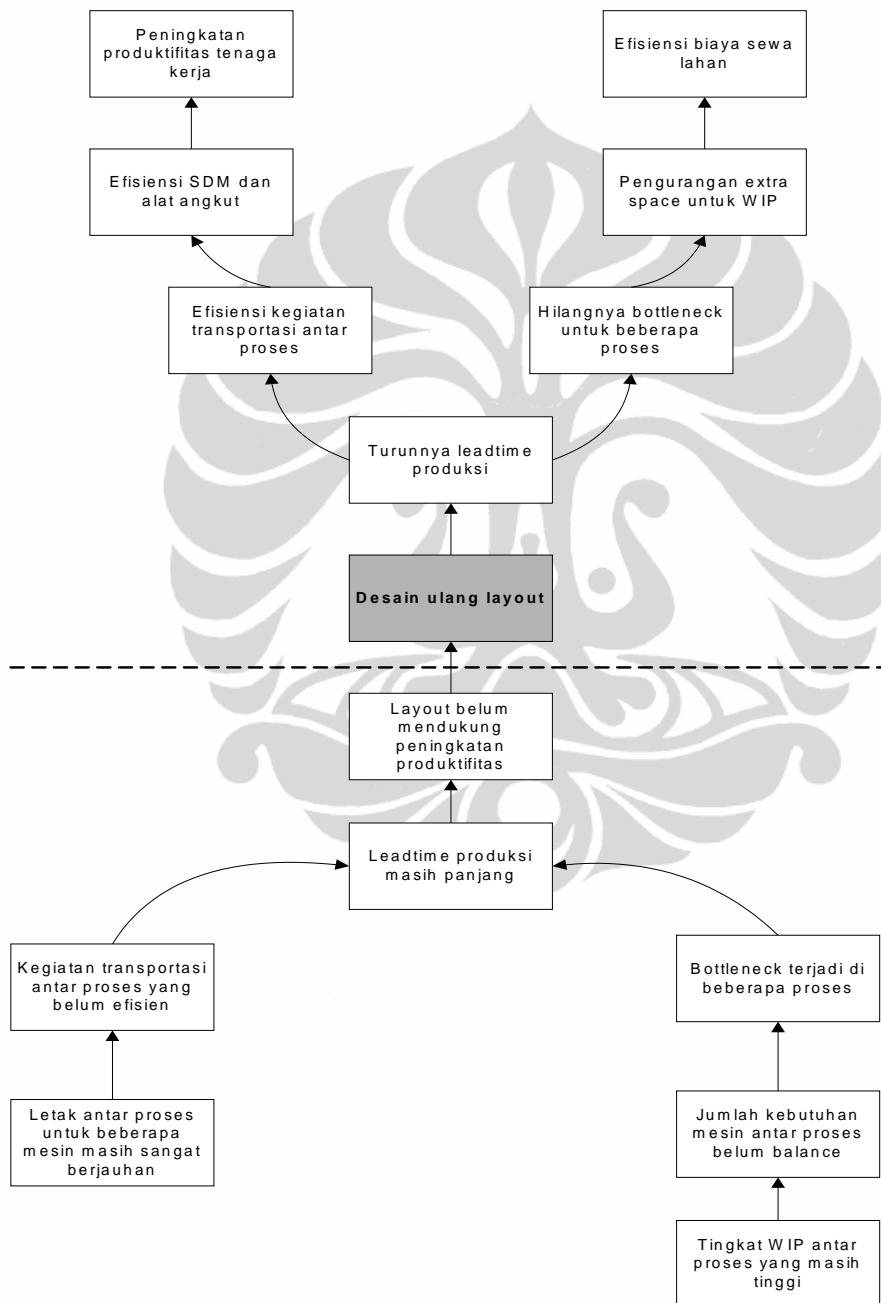 Peningkatan
produktifitas tenaga
kerja
Efisiensi biaya sewa
lahan
Efisiensi SDM dan
alat angkut
Pengurangan extra
space untuk WIP
Efisiensi kegiatan
transportasi antar
proses
Hilangnya bottleneck
untuk beberapa
proses
Turunnya leadtime
produksi
Desain ulang layout
Layout belum
mendukung
peningkatan
produktifitas
Leadtime produksi
masih panjang
Kegiatan transportasi
antar proses yang
belum efisien
Bottleneck terjadi di
beberapa proses
Letak antar proses
untuk beberapa
mesin masih sangat
berjauhan
Jumlah kebutuhan
mesin antar proses
belum balance
Tingkat WIP antar
proses yang masih
tinggi